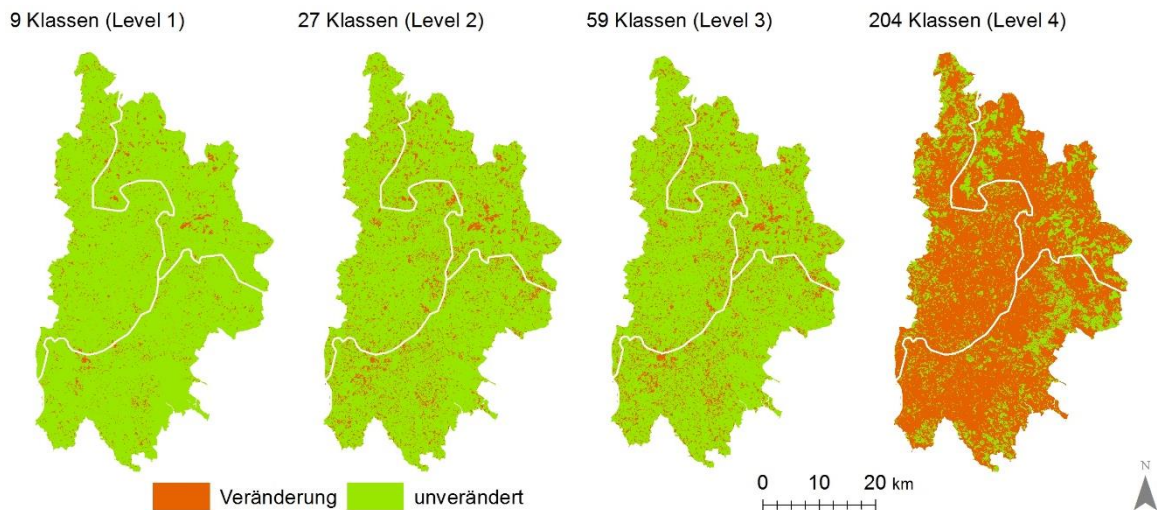 9 Klassen (Level 1)
27 Klassen (Level 2)
59 Klassen (Level 3)
204 Klassen (Level 4)
Veränderung
unverändert
0 10 20 km
N